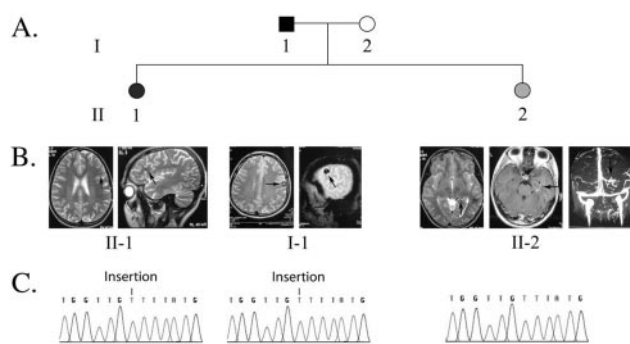 A.
I
1 2
II 1 2
B.
II-1 I-1 II-2
C.
Insertion Insertion
T G G T T G T T T T A T G T G G T T G T T T T A T G T G G T T G T T T A T G